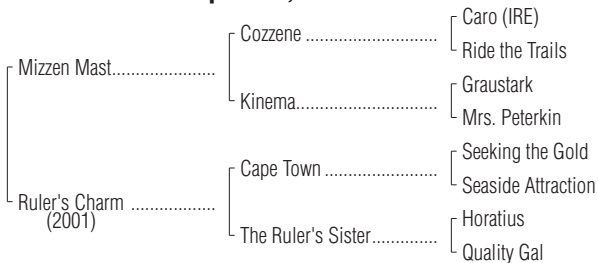 Caro (IRE)
Cozzene ..............................
Ride the Trails
Mizzen Mast.....................
Graustark
Kinema................................
Mrs. Peterkin
Seeking the Gold
Cape Town .........................
Seaside Attraction
Ruler's Charm .................
(2001)
Horatius
The Ruler's Sister...............
Quality Gal